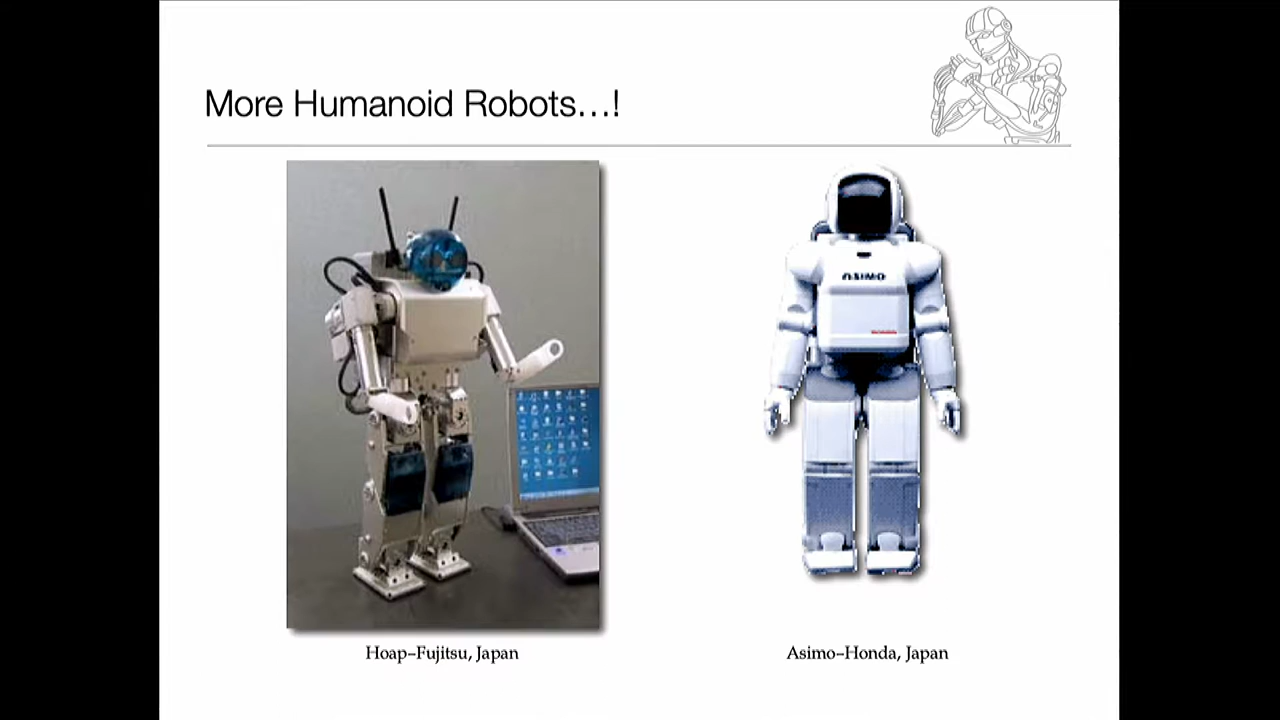 More Humanoid Robots...!
ASIMO
Hoap–Fujitsu, Japan
Asimo–Honda, Japan